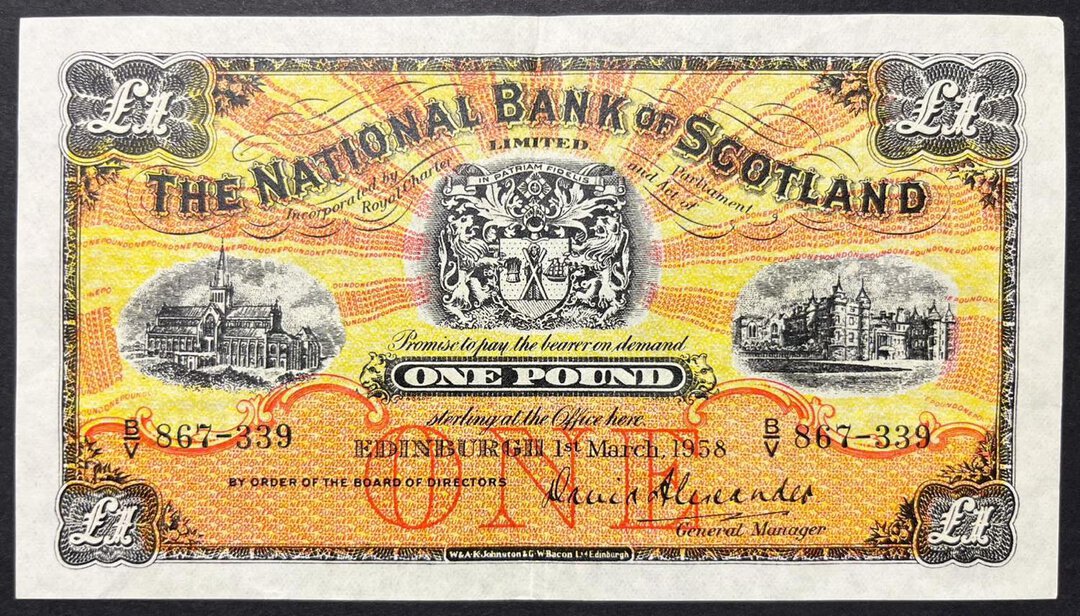 £1 £1
THE NATIONAL BANK OF SCOTLAND
LIMITED
Incorporated by Royal Charter and Act of Parliament
IN PATRIAM FIDELIS
Promise to pay the bearer on demand
ONE POUND
sterling at the Office here.
B/V 867-339 B/V 867-339
EDINBURGH 1st March, 1958
ONE
BY ORDER OF THE BOARD OF DIRECTORS David Alexander
General Manager
£1 £1
W. & A. K. Johnston & G. W. Bacon Ltd Edinburgh